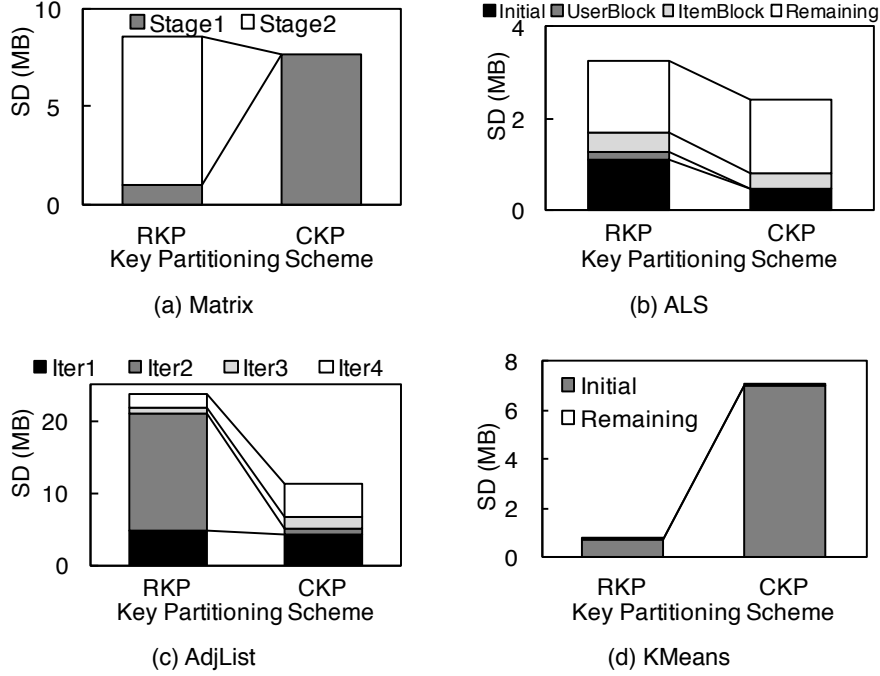 Stage1 Stage2
SD (MB)
10
5
0
RKP CKP
Key Partitioning Scheme
(a) Matrix
Initial UserBlock ItemBlock Remaining
SD (MB)
4
2
0
RKP CKP
Key Partitioning Scheme
(b) ALS
Iter1 Iter2 Iter3 Iter4
SD (MB)
20
10
0
RKP CKP
Key Partitioning Scheme
(c) AdjList
Initial
Remaining
SD (MB)
8
6
4
2
0
RKP CKP
Key Partitioning Scheme
(d) KMeans